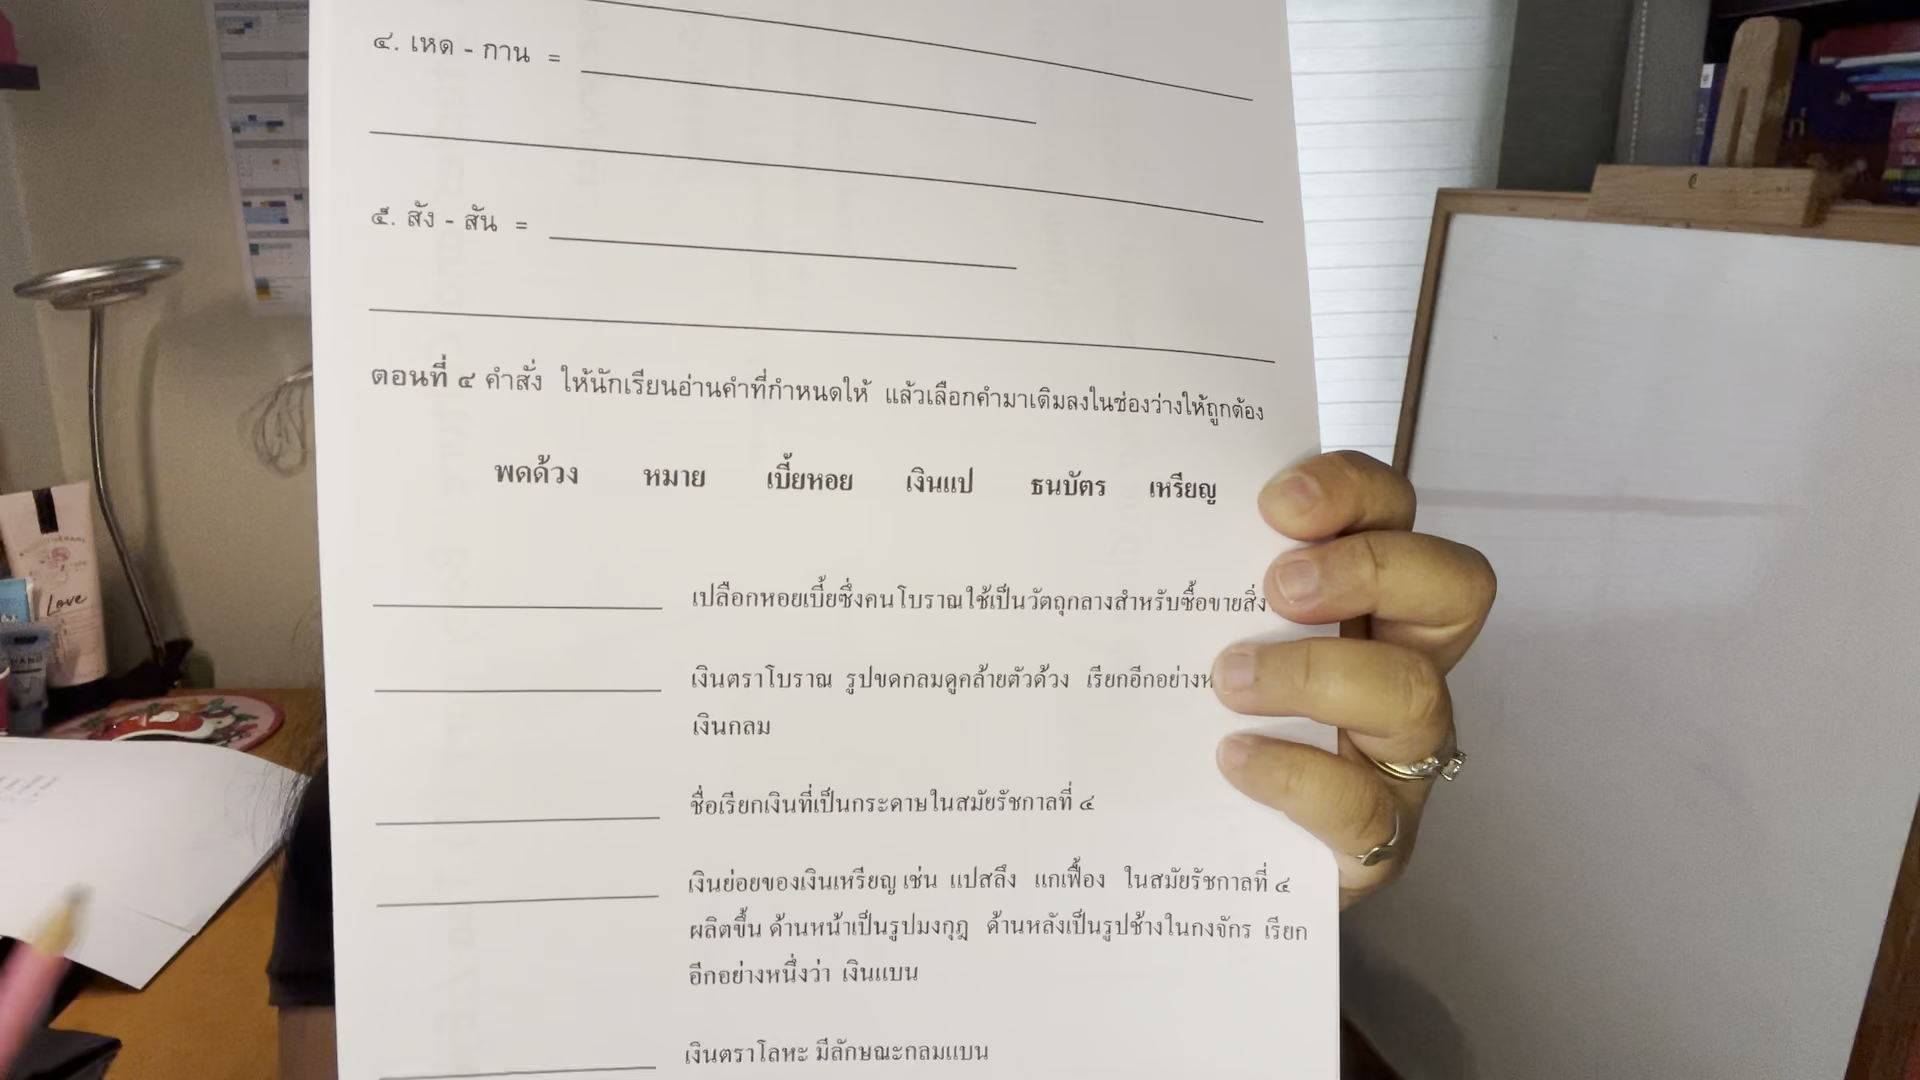 ๔. เหด - กาน =
๕. สัง - สัน =
ตอนที่ ๔ คำสั่ง ให้นักเรียนอ่านคำที่กำหนดให้ แล้วเลือกคำมาเติมลงในช่องว่างให้ถูกต้อง
พดด้วง หมาย เบี้ยหอย เงินแป ธนบัตร เหรียญ
เปลือกหอยเบี้ยซึ่งคนโบราณใช้เป็นวัตถุกลางสำหรับซื้อขายสิ่ง
เงินตราโบราณ รูปขดกลมดูคล้ายตัวด้วง เรียกอีกอย่างห
เงินกลม
ชื่อเรียกเงินที่เป็นกระดาษในสมัยรัชกาลที่ ๔
เงินย่อยของเงินเหรียญ เช่น แปสลึง แกเฟื้อง ในสมัยรัชกาลที่ ๔
ผลิตขึ้น ด้านหน้าเป็นรูปมงกุฎ ด้านหลังเป็นรูปช้างในกงจักร เรียก
อีกอย่างหนึ่งว่า เงินแบน
เงินตราโลหะ มีลักษณะกลมแบน
Love